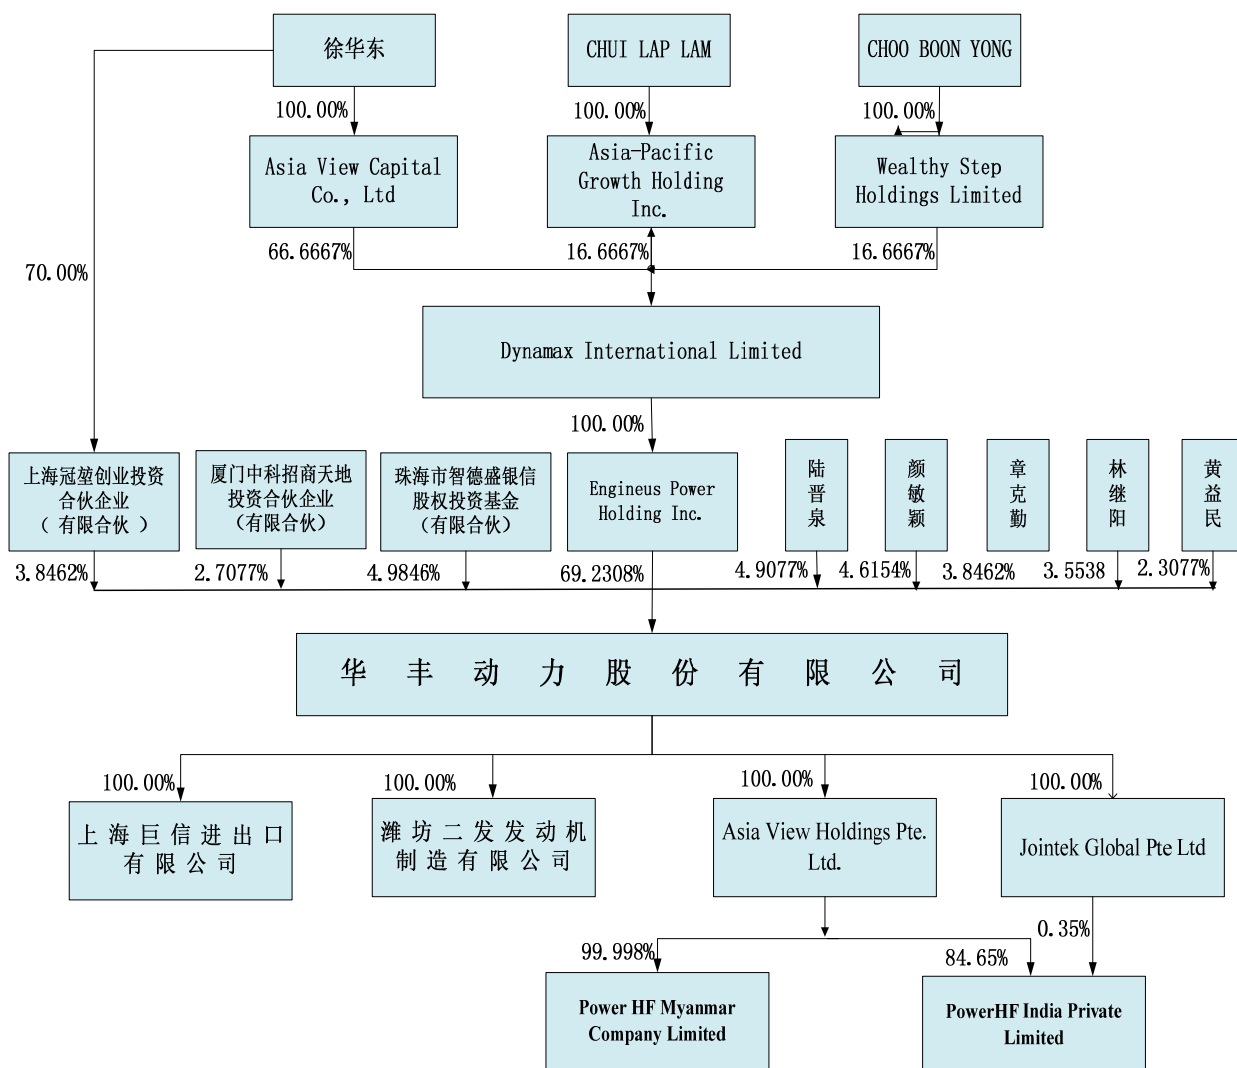 徐华东
CHUI LAP LAM
CHOO BOON YONG
100.00%
100.00%
100.00%
Asia View Capital
Co., Ltd
Asia-Pacific
Growth Holding
Inc.
Wealthy Step
Holdings Limited
66.6667%
16.6667%
16.6667%
70.00%
Dynamax International Limited
100.00%
上海冠堃创业投资
合伙企业
（ 有限合伙 ）
厦门中科招商天地
投资合伙企业
（有限合伙）
珠海市智德盛银信
股权投资基金
（有限合伙）
Engineus Power
Holding Inc.
陆
晋
泉
颜
敏
颖
章
克
勤
林
继
阳
黄
益
民
3.8462%
2.7077%
4.9846%
69.2308%
4.9077%
4.6154%
3.8462%
3.5538
2.3077%
华 丰 动 力 股 份 有 限 公 司
100.00%
100.00%
100.00%
100.00%
上 海 巨 信 进 出 口
有 限 公 司
潍 坊 二 发 发 动 机
制 造 有 限 公 司
Asia View Holdings Pte.
Ltd.
Jointek Global Pte Ltd
99.998%
84.65%
0.35%
Power HF Myanmar
Company Limited
PowerHF India Private
Limited